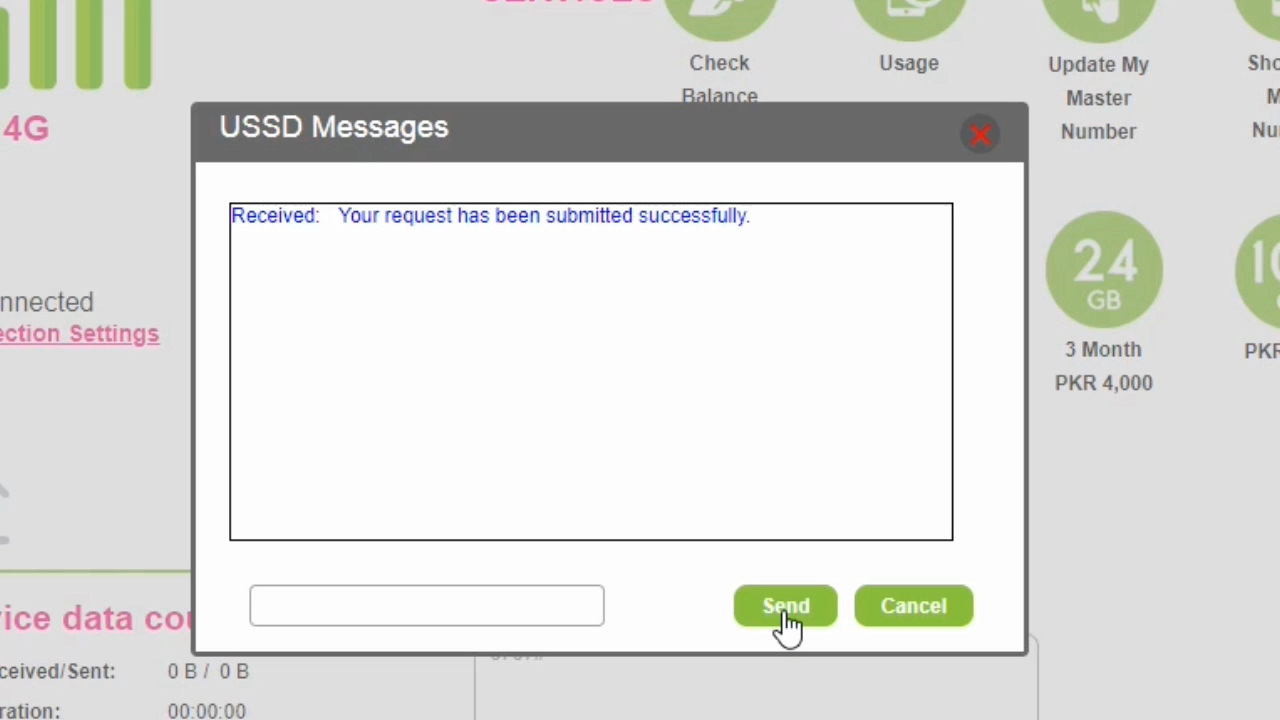 Check
Balance
Usage
Update My
Master
Number
4G
USSD Messages
Received: Your request has been submitted successfully.
24
GB
3 Month
PKR 4,000
PKR
Send
Cancel
0 B / 0 B
00:00:00
nnected
ection Settings
vice data cou
ceived/Sent:
ration: